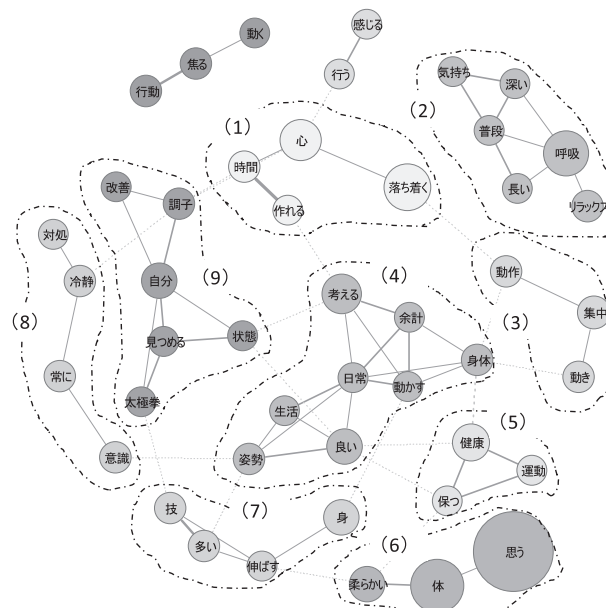 感じる
動く
焦る
行う
行動
気持ち
深い
(2)
(1)
心
普段
呼吸
時間
改善
調子
作れる
落ち着く
長い
リラックス
対処
冷静
(9)
自分
(4)
動作
考える
余計
集中
(8)
状態
(3)
見つめる
身体
常に
日常
動かす
動き
太極拳
生活
健康
(5)
意識
姿勢
良い
運動
保つ
技
(7)
身
多い
(6)
思う
伸ばす
柔らかい
体